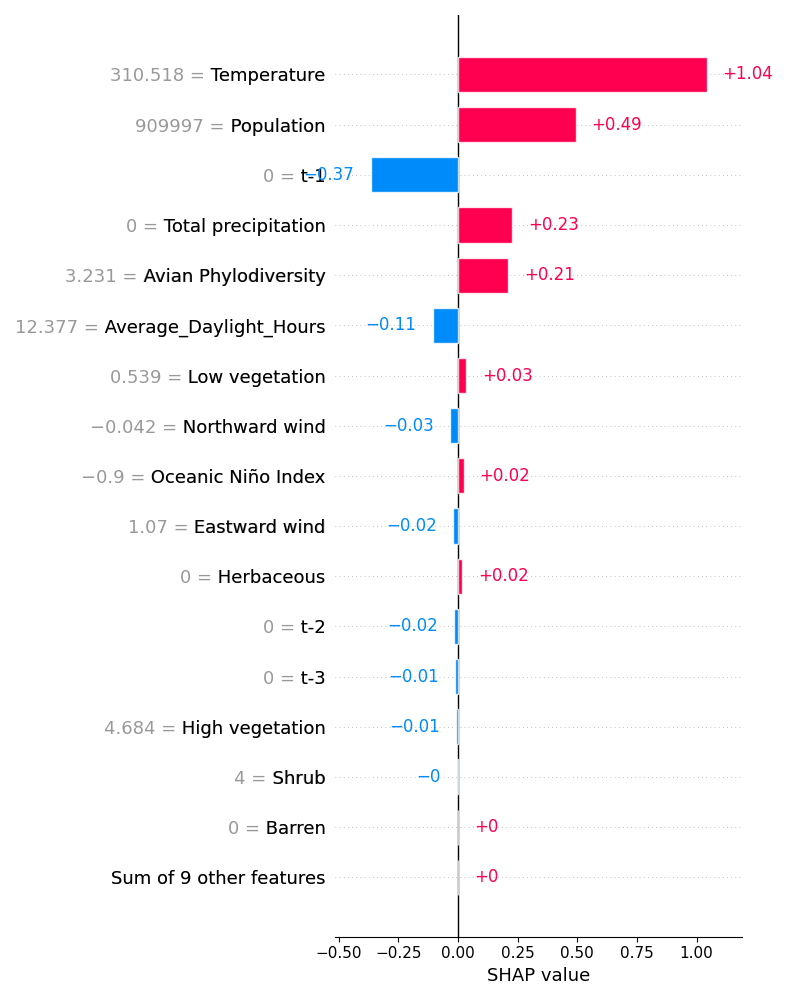 310.518 = Temperature +1.04
909997 = Population +0.49
0 = t-1 −0.37
0 = Total precipitation +0.23
3.231 = Avian Phylodiversity +0.21
12.377 = Average_Daylight_Hours −0.11
0.539 = Low vegetation +0.03
−0.042 = Northward wind −0.03
−0.9 = Oceanic Niño Index +0.02
1.07 = Eastward wind −0.02
0 = Herbaceous +0.02
0 = t-2 −0.02
0 = t-3 −0.01
4.684 = High vegetation −0.01
4 = Shrub −0
0 = Barren +0
Sum of 9 other features +0
−0.50 −0.25 0.00 0.25 0.50 0.75 1.00
SHAP value